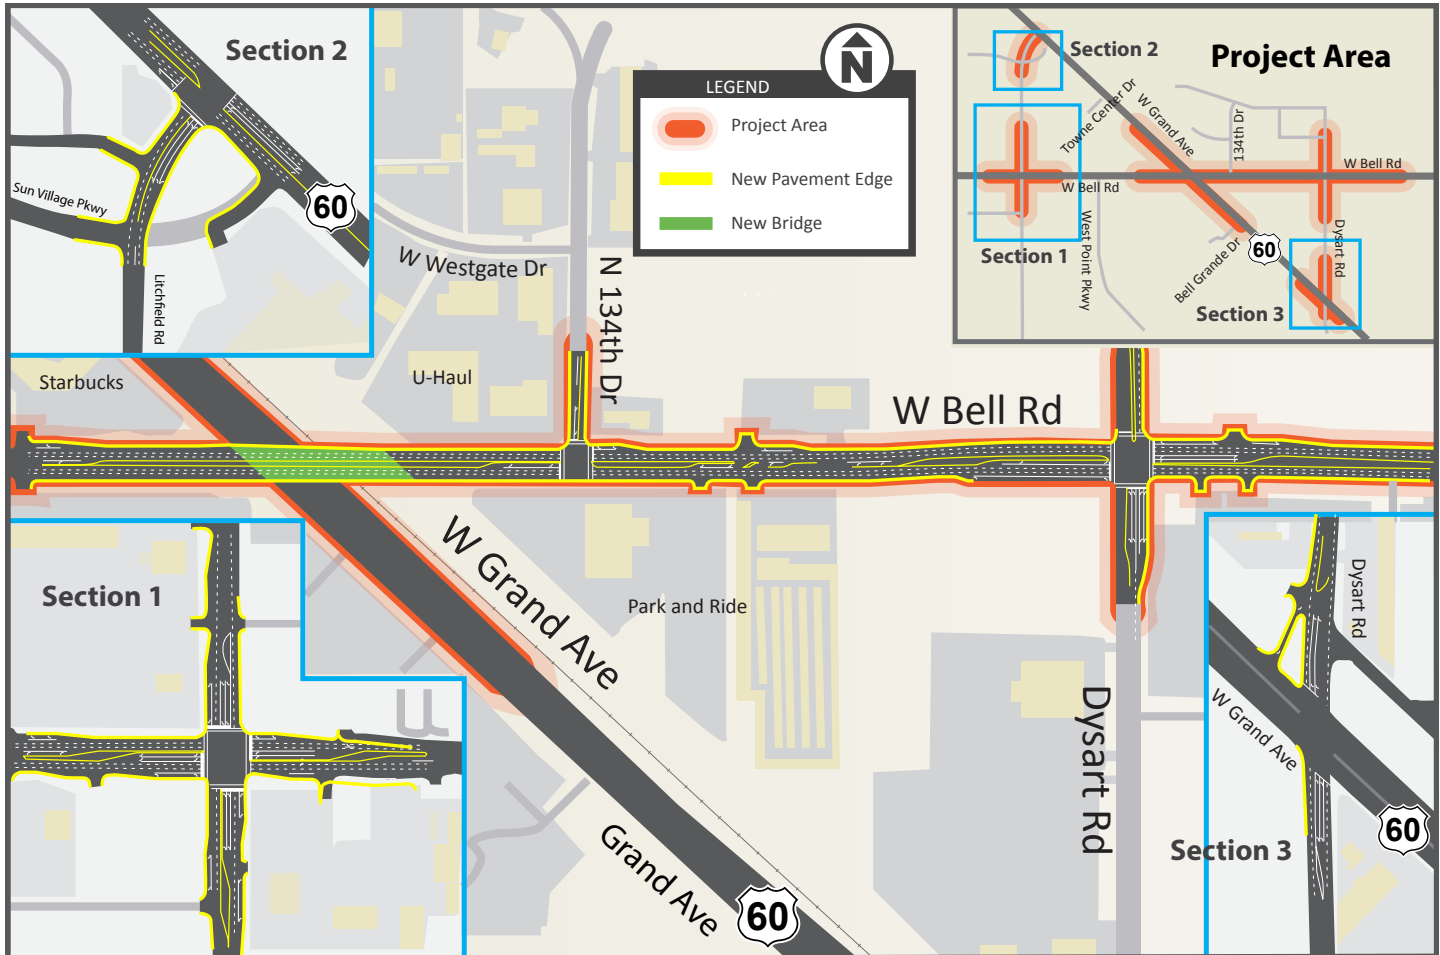 Section 2
60
Sun Village Pkwy
Litchfield Rd
N
LEGEND
Project Area
New Pavement Edge
New Bridge
Project Area
Section 2
Towne Center Dr
W Grand Ave
134th Dr
W Bell Rd
W Bell Rd
West Point Pkwy
Section 1
Bell Grande Dr
60
Dysart Rd
Section 3
W Westgate Dr
N 134th Dr
Starbucks
U-Haul
W Bell Rd
W Grand Ave
Park and Ride
Dysart Rd
Grand Ave
60
Section 1
Dysart Rd
W Grand Ave
60
Section 3